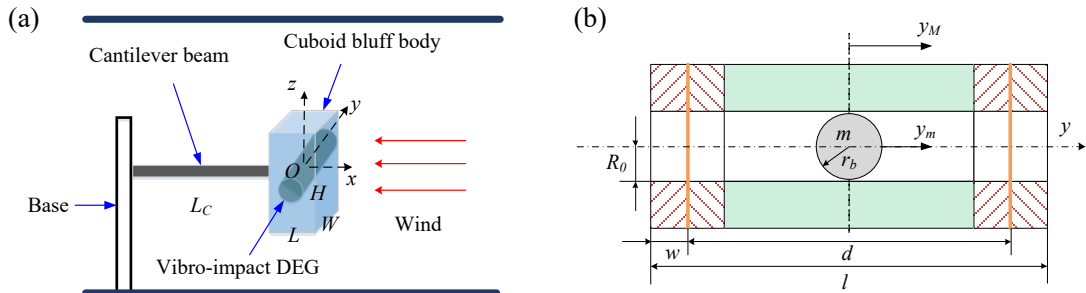 (a)
Cuboid bluff body
Cantilever beam
z
y
O
x
H
Base
L_C
L
W
Wind
Vibro-impact DEG
(b)
y_M
m
y_m
y
R_0
r_b
w
d
l